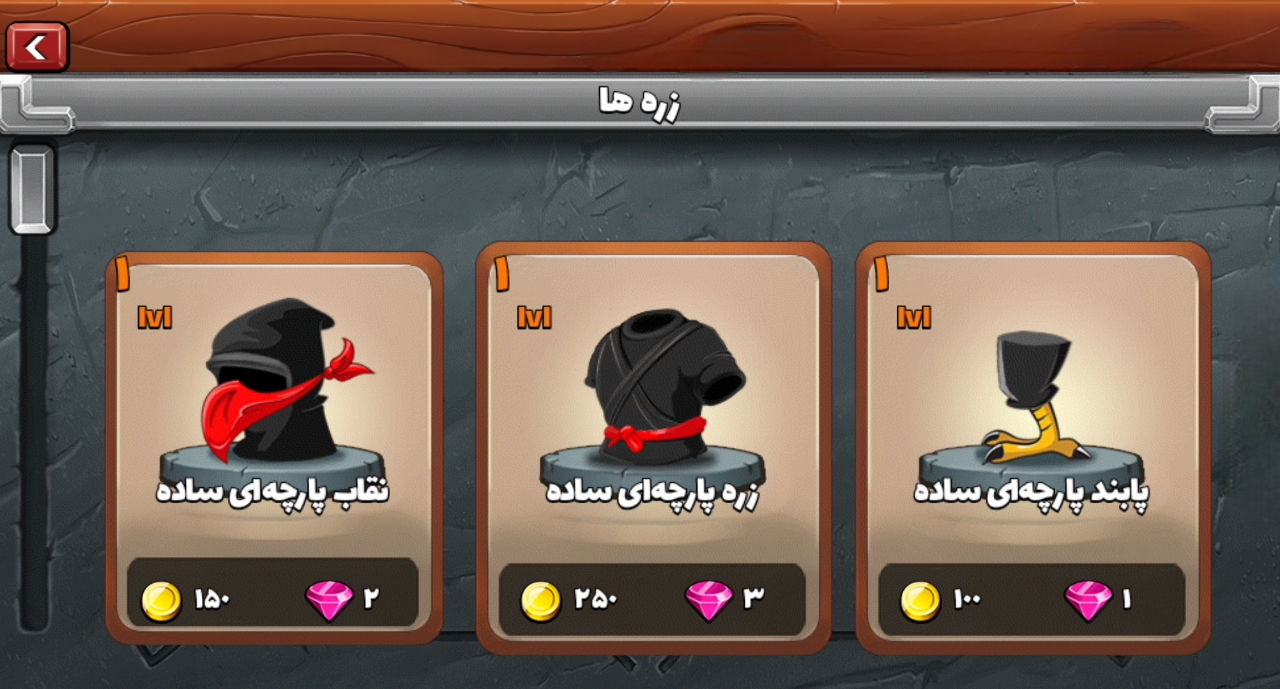 زره ها
۱
lvl
پابند پارچه‌ای ساده
۱۰۰
۱
۱
lvl
زره پارچه‌ای ساده
۲۵۰
۳
۱
lvl
نقاب پارچه‌ای ساده
۱۵۰
۲